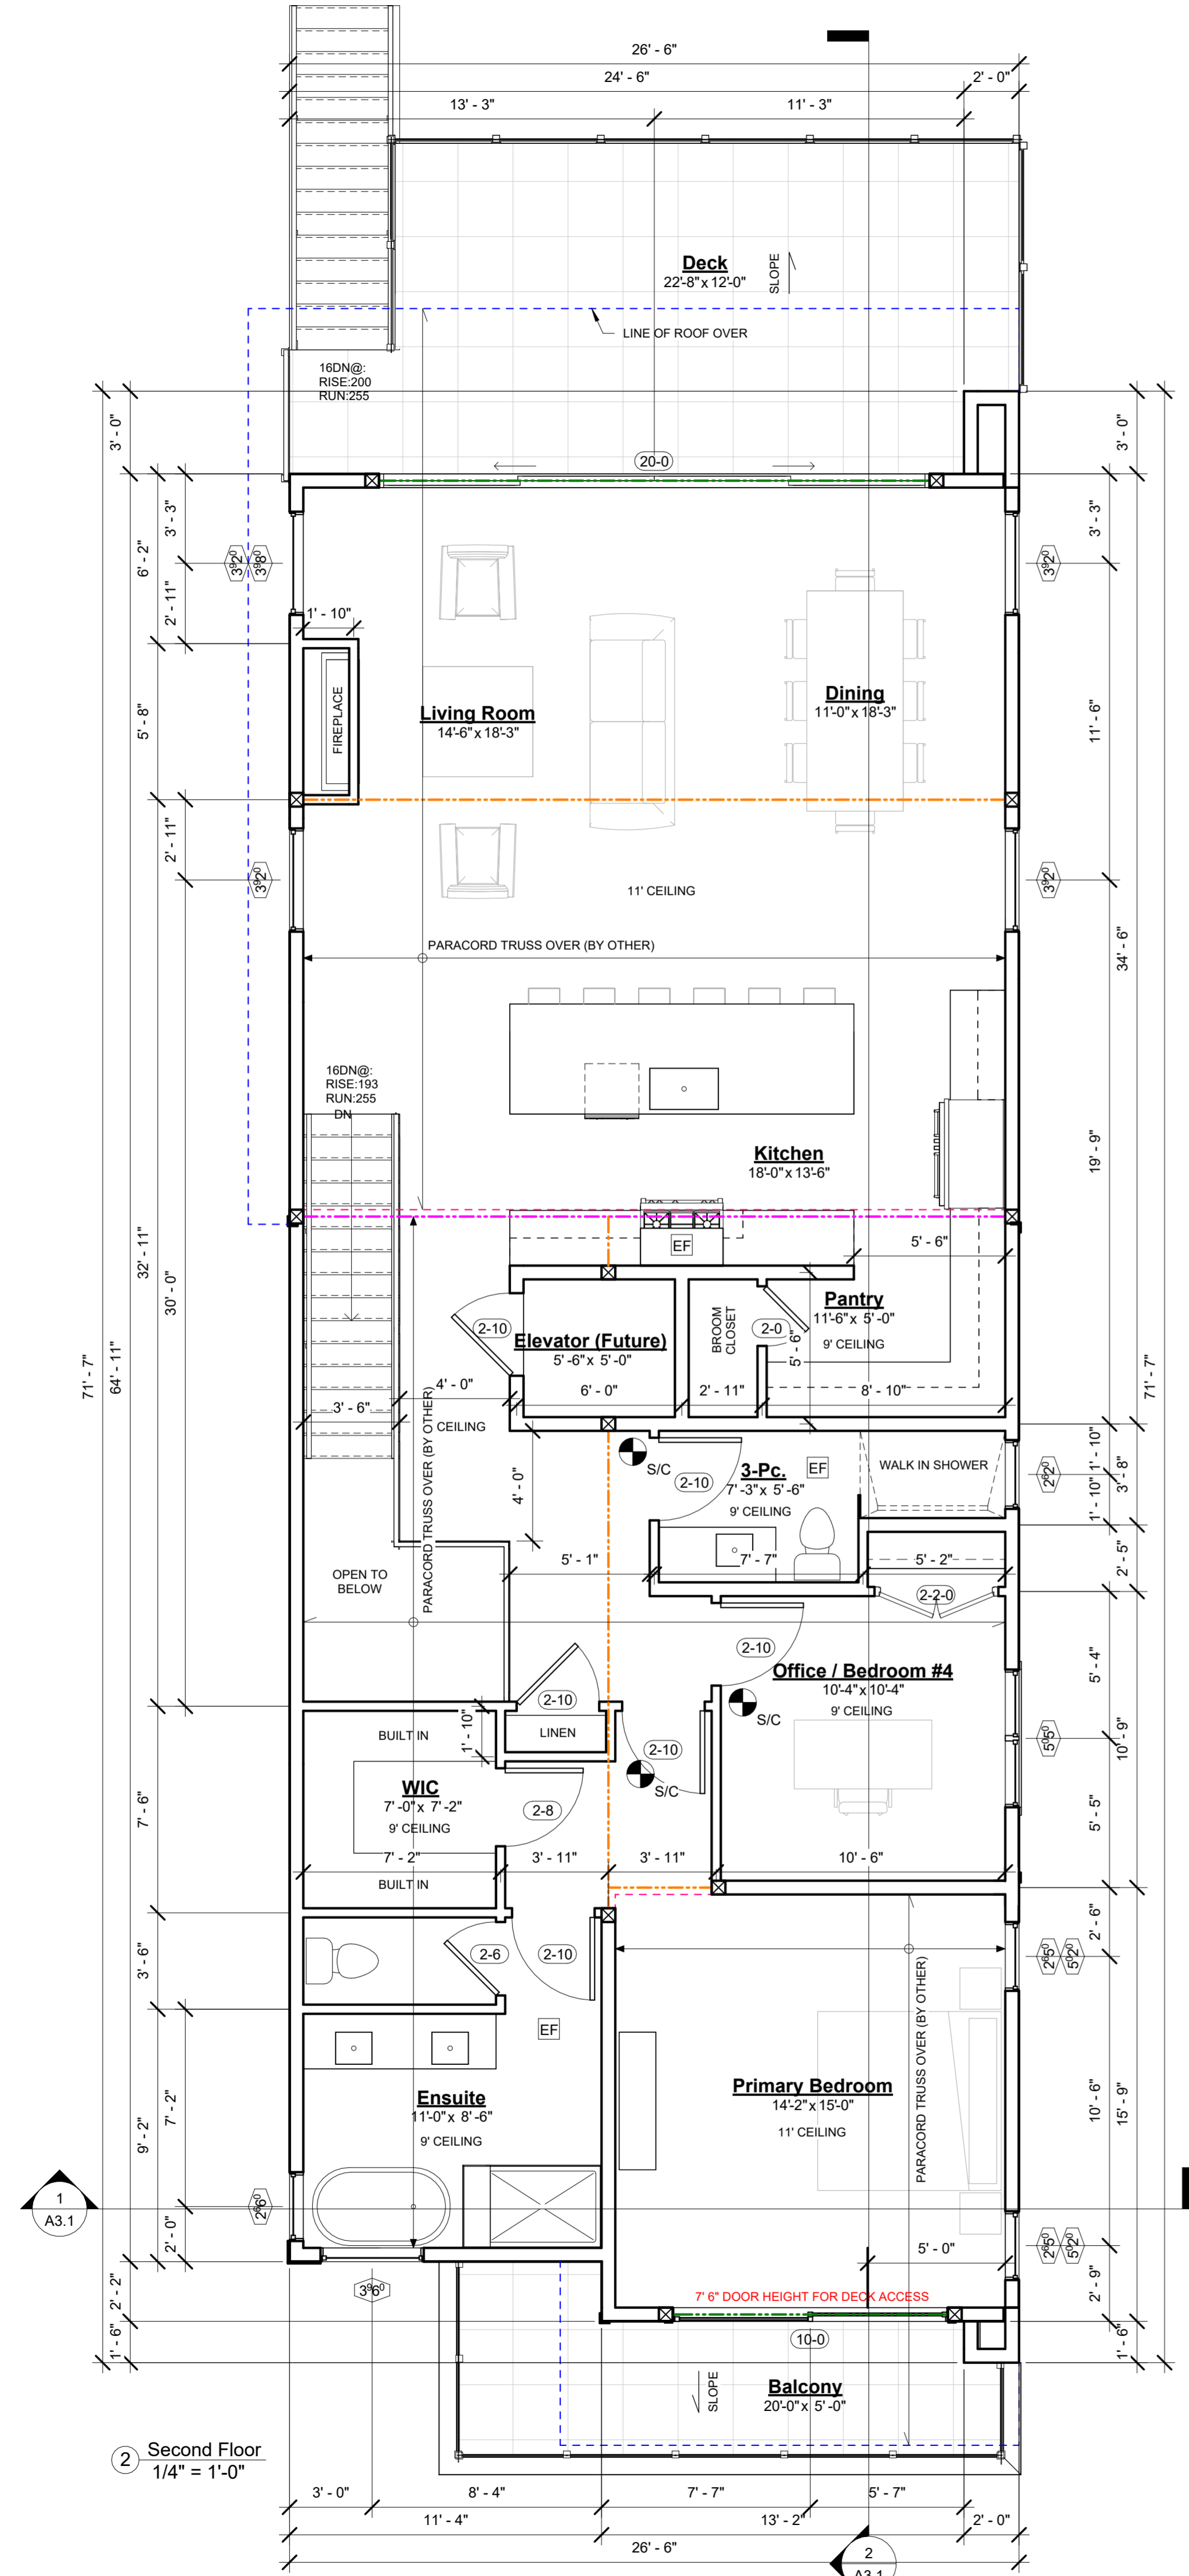 26' - 6"
24' - 6"
2' - 0"
13' - 3"
11' - 3"
Deck
22'-8" x 12'-0"
SLOPE
LINE OF ROOF OVER
16DN@:
RISE:200
RUN:255
3' - 0"
3' - 0"
20-0
3' - 3"
6' - 2"
2' - 11"
3⁹2⁰
3⁹8⁰
3⁹2⁰
3' - 3"
1' - 10"
FIREPLACE
5' - 8"
Living Room
14'-6" x 18'-3"
Dining
11'-0" x 18'-3"
11' - 6"
2' - 11"
3⁹2⁰
3⁹2⁰
11' CEILING
34' - 6"
PARACORD TRUSS OVER (BY OTHER)
16DN@:
RISE:193
RUN:255
DN
Kitchen
18'-0" x 13'-6"
19' - 9"
EF
5' - 6"
32' - 11"
30' - 0"
71' - 7"
64' - 11"
71' - 7"
2-10
Elevator (Future)
5'-6" x 5'-0"
BROOM
CLOSET
2-0
Pantry
11'-6" x 5'-0"
9' CEILING
5' - 6"
4' - 0"
6' - 0"
2' - 11"
8' - 10"
3' - 6"
CEILING
PARACORD TRUSS OVER (BY OTHER)
4' - 0"
S/C
2-10
3-Pc.
7'-3" x 5'-6"
9' CEILING
EF
WALK IN SHOWER
2⁶2⁰
1' - 10"
1' - 10"
3' - 8"
2' - 5"
5' - 1"
7' - 7"
5' - 2"
2-2-0
OPEN TO
BELOW
2-10
Office / Bedroom #4
10'-4" x 10'-4"
9' CEILING
S/C
5' - 4"
5⁰5⁰
10' - 9"
5' - 5"
2-10
LINEN
1' - 10"
2-10
S/C
BUILT IN
WIC
7'-0" x 7'-2"
9' CEILING
2-8
7' - 6"
7' - 2"
3' - 11"
3' - 11"
10' - 6"
BUILT IN
3' - 6"
2-6
2-10
EF
2' - 6"
2⁶5⁰
5⁰2⁰
PARACORD TRUSS OVER (BY OTHER)
Ensuite
11'-0" x 8'-6"
9' CEILING
Primary Bedroom
14'-2" x 15'-0"
11' CEILING
7' - 2"
9' - 2"
10' - 6"
15' - 9"
1
A3.1
2⁶6⁰
2' - 0"
2⁶5⁰
5⁰2⁰
5' - 0"
2' - 9"
2' - 2"
3⁹6⁰
7' 6" DOOR HEIGHT FOR DECK ACCESS
10-0
1' - 6"
1' - 6"
SLOPE
Balcony
20'-0" x 5'-0"
2
Second Floor
1/4" = 1'-0"
3' - 0"
8' - 4"
7' - 7"
5' - 7"
11' - 4"
13' - 2"
2' - 0"
26' - 6"
2
A3.1